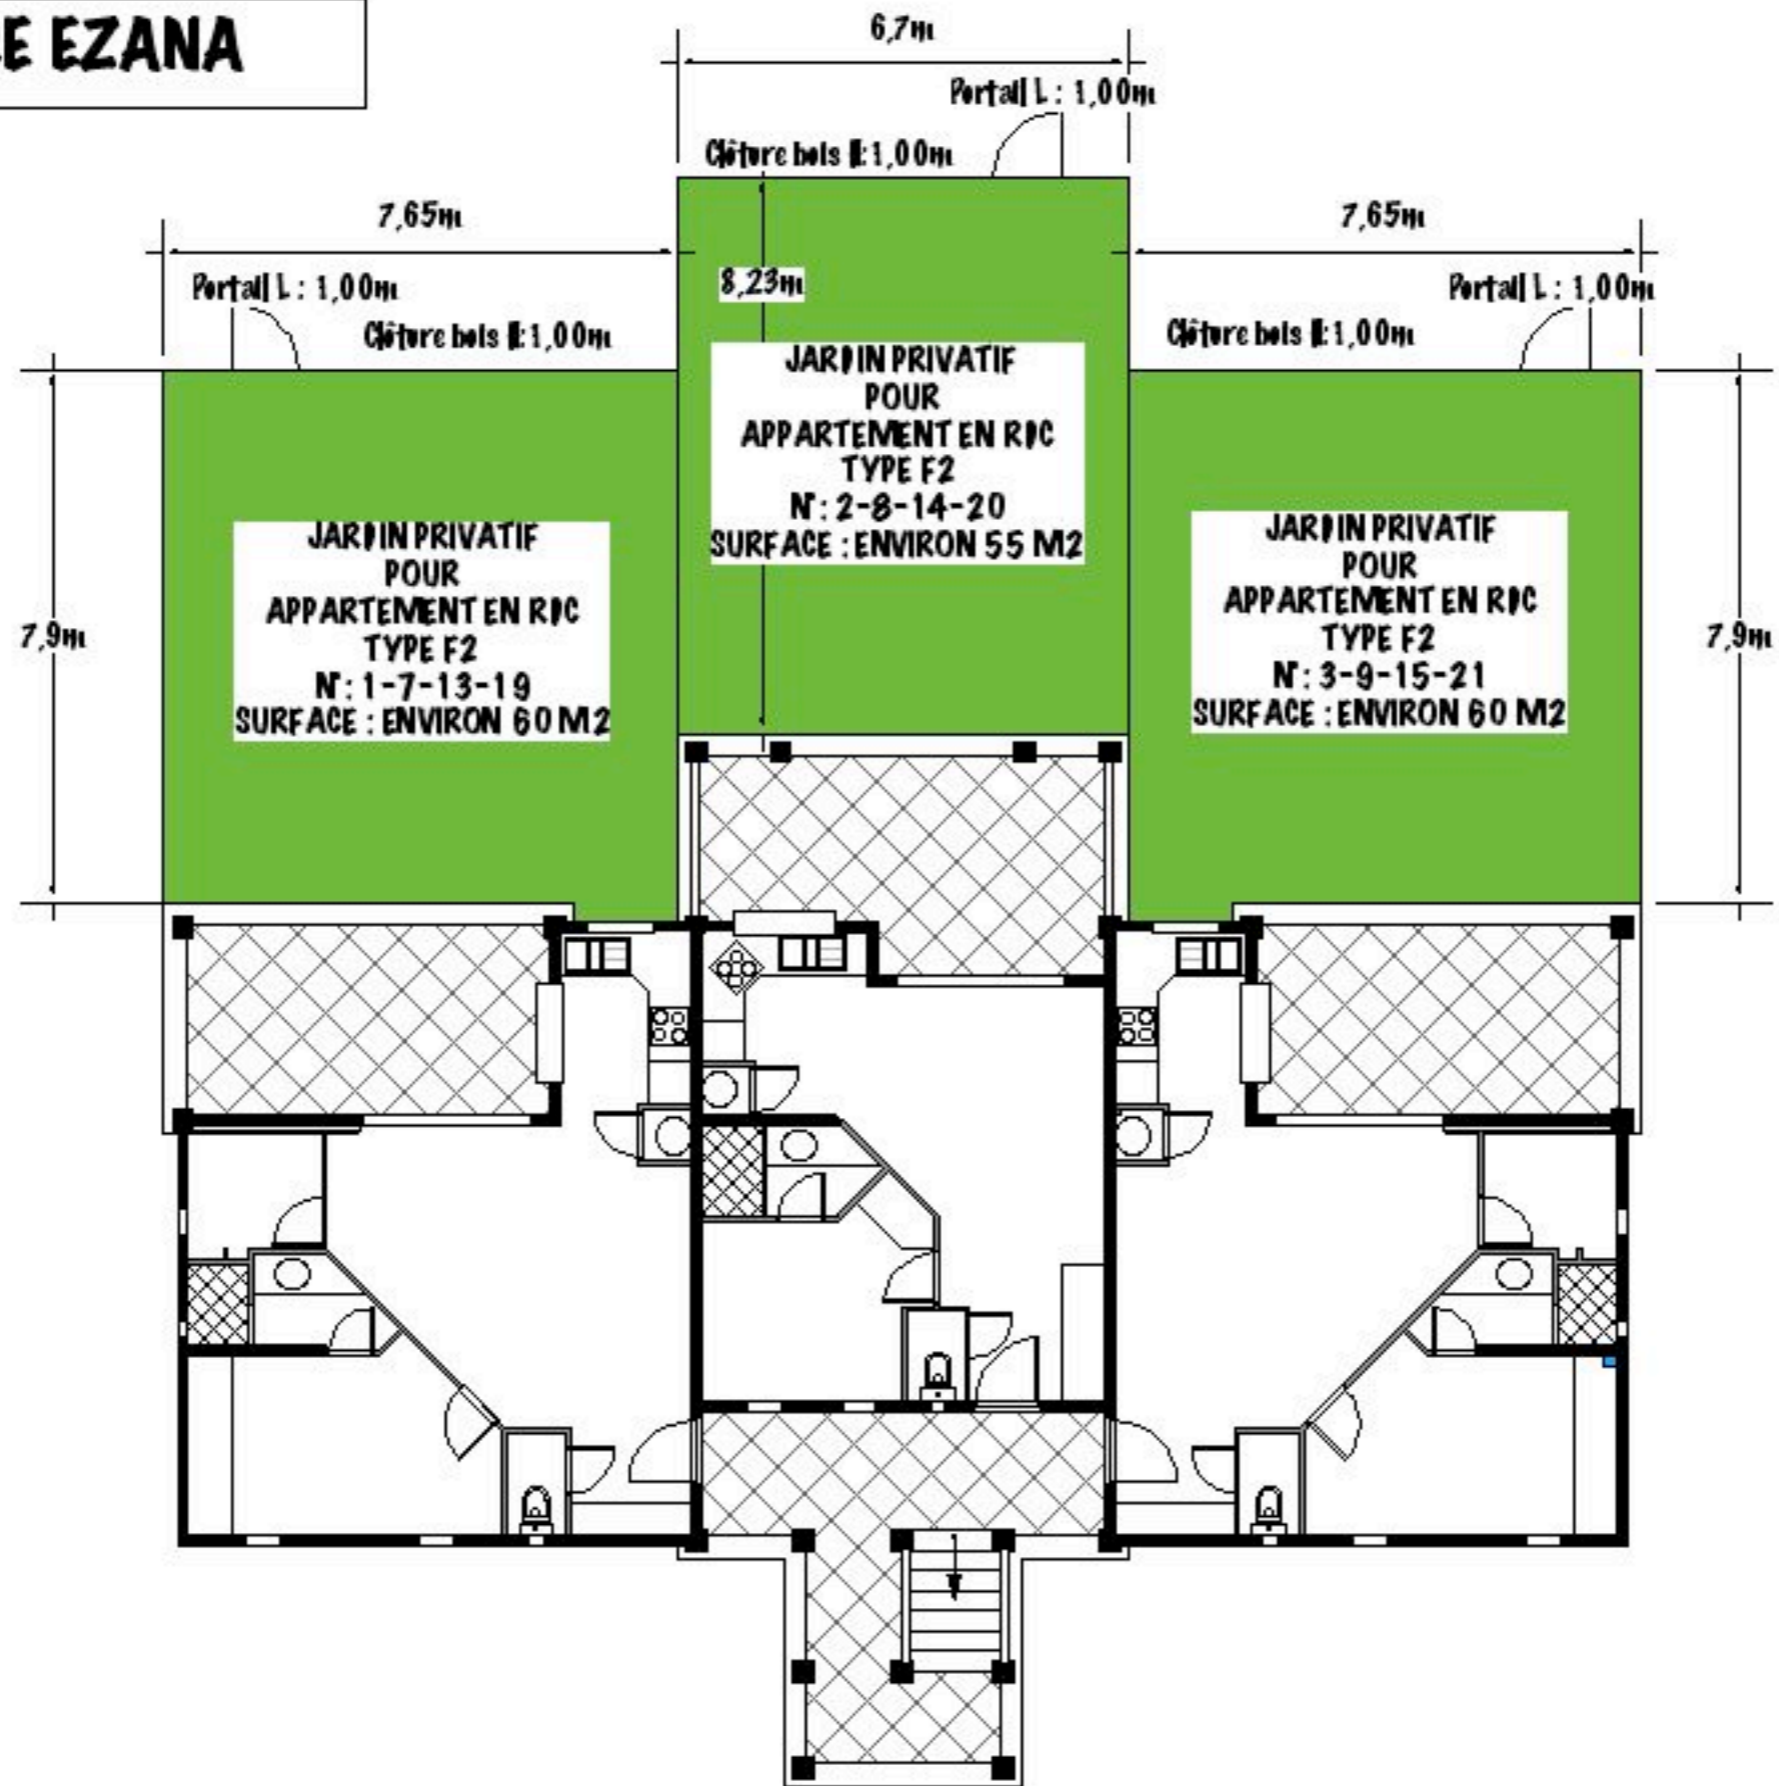 E EZANA
6,7m
Portail L : 1,00m
Clôture bois H:1,00m
7,65m
7,65m
Portail L : 1,00m
8,23m
Portail L : 1,00m
Clôture bois H:1,00m
Clôture bois H:1,00m
JARDIN PRIVATIF
POUR
APPARTEMENT EN RDC
TYPE F2
N°: 2-8-14-20
SURFACE : ENVIRON 55 M2
JARDIN PRIVATIF
POUR
APPARTEMENT EN RDC
TYPE F2
N°: 1-7-13-19
SURFACE : ENVIRON 60 M2
JARDIN PRIVATIF
POUR
APPARTEMENT EN RDC
TYPE F2
N°: 3-9-15-21
SURFACE : ENVIRON 60 M2
7,9m
7,9m